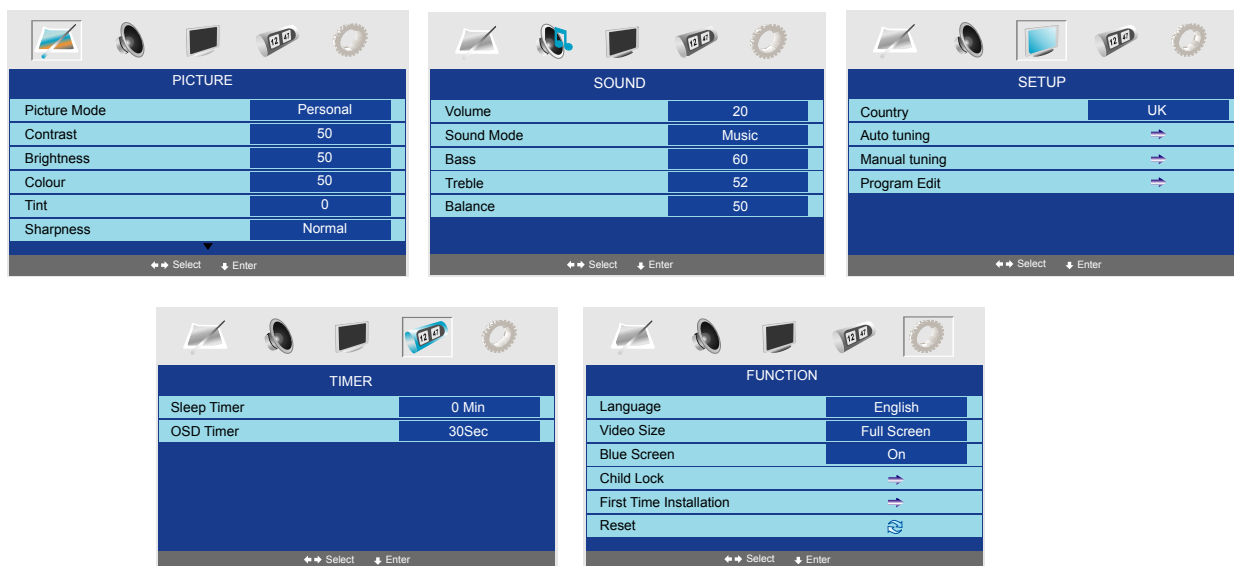 PICTURE
Picture Mode Personal
Contrast 50
Brightness 50
Colour 50
Tint 0
Sharpness Normal
Select Enter
SOUND
Volume 20
Sound Mode Music
Bass 60
Treble 52
Balance 50
Select Enter
SETUP
Country UK
Auto tuning
Manual tuning
Program Edit
Select Enter
TIMER
Sleep Timer 0 Min
OSD Timer 30Sec
Select Enter
FUNCTION
Language English
Video Size Full Screen
Blue Screen On
Child Lock
First Time Installation
Reset
Select Enter